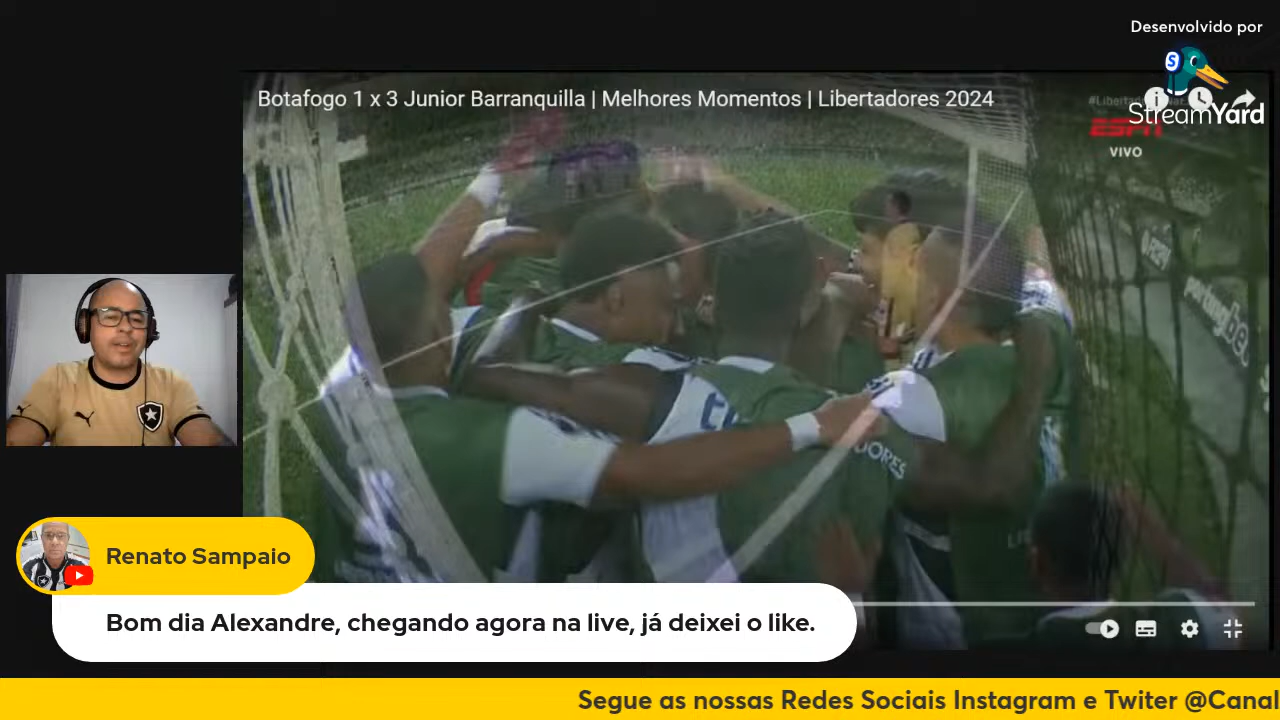 Desenvolvido por
StreamYard
Botafogo 1 x 3 Junior Barranquilla | Melhores Momentos | Libertadores 2024
ESPN
VIVO
DORES
Renato Sampaio
Bom dia Alexandre, chegando agora na live, já deixei o like.
Segue as nossas Redes Sociais Instagram e Twiter @Canal